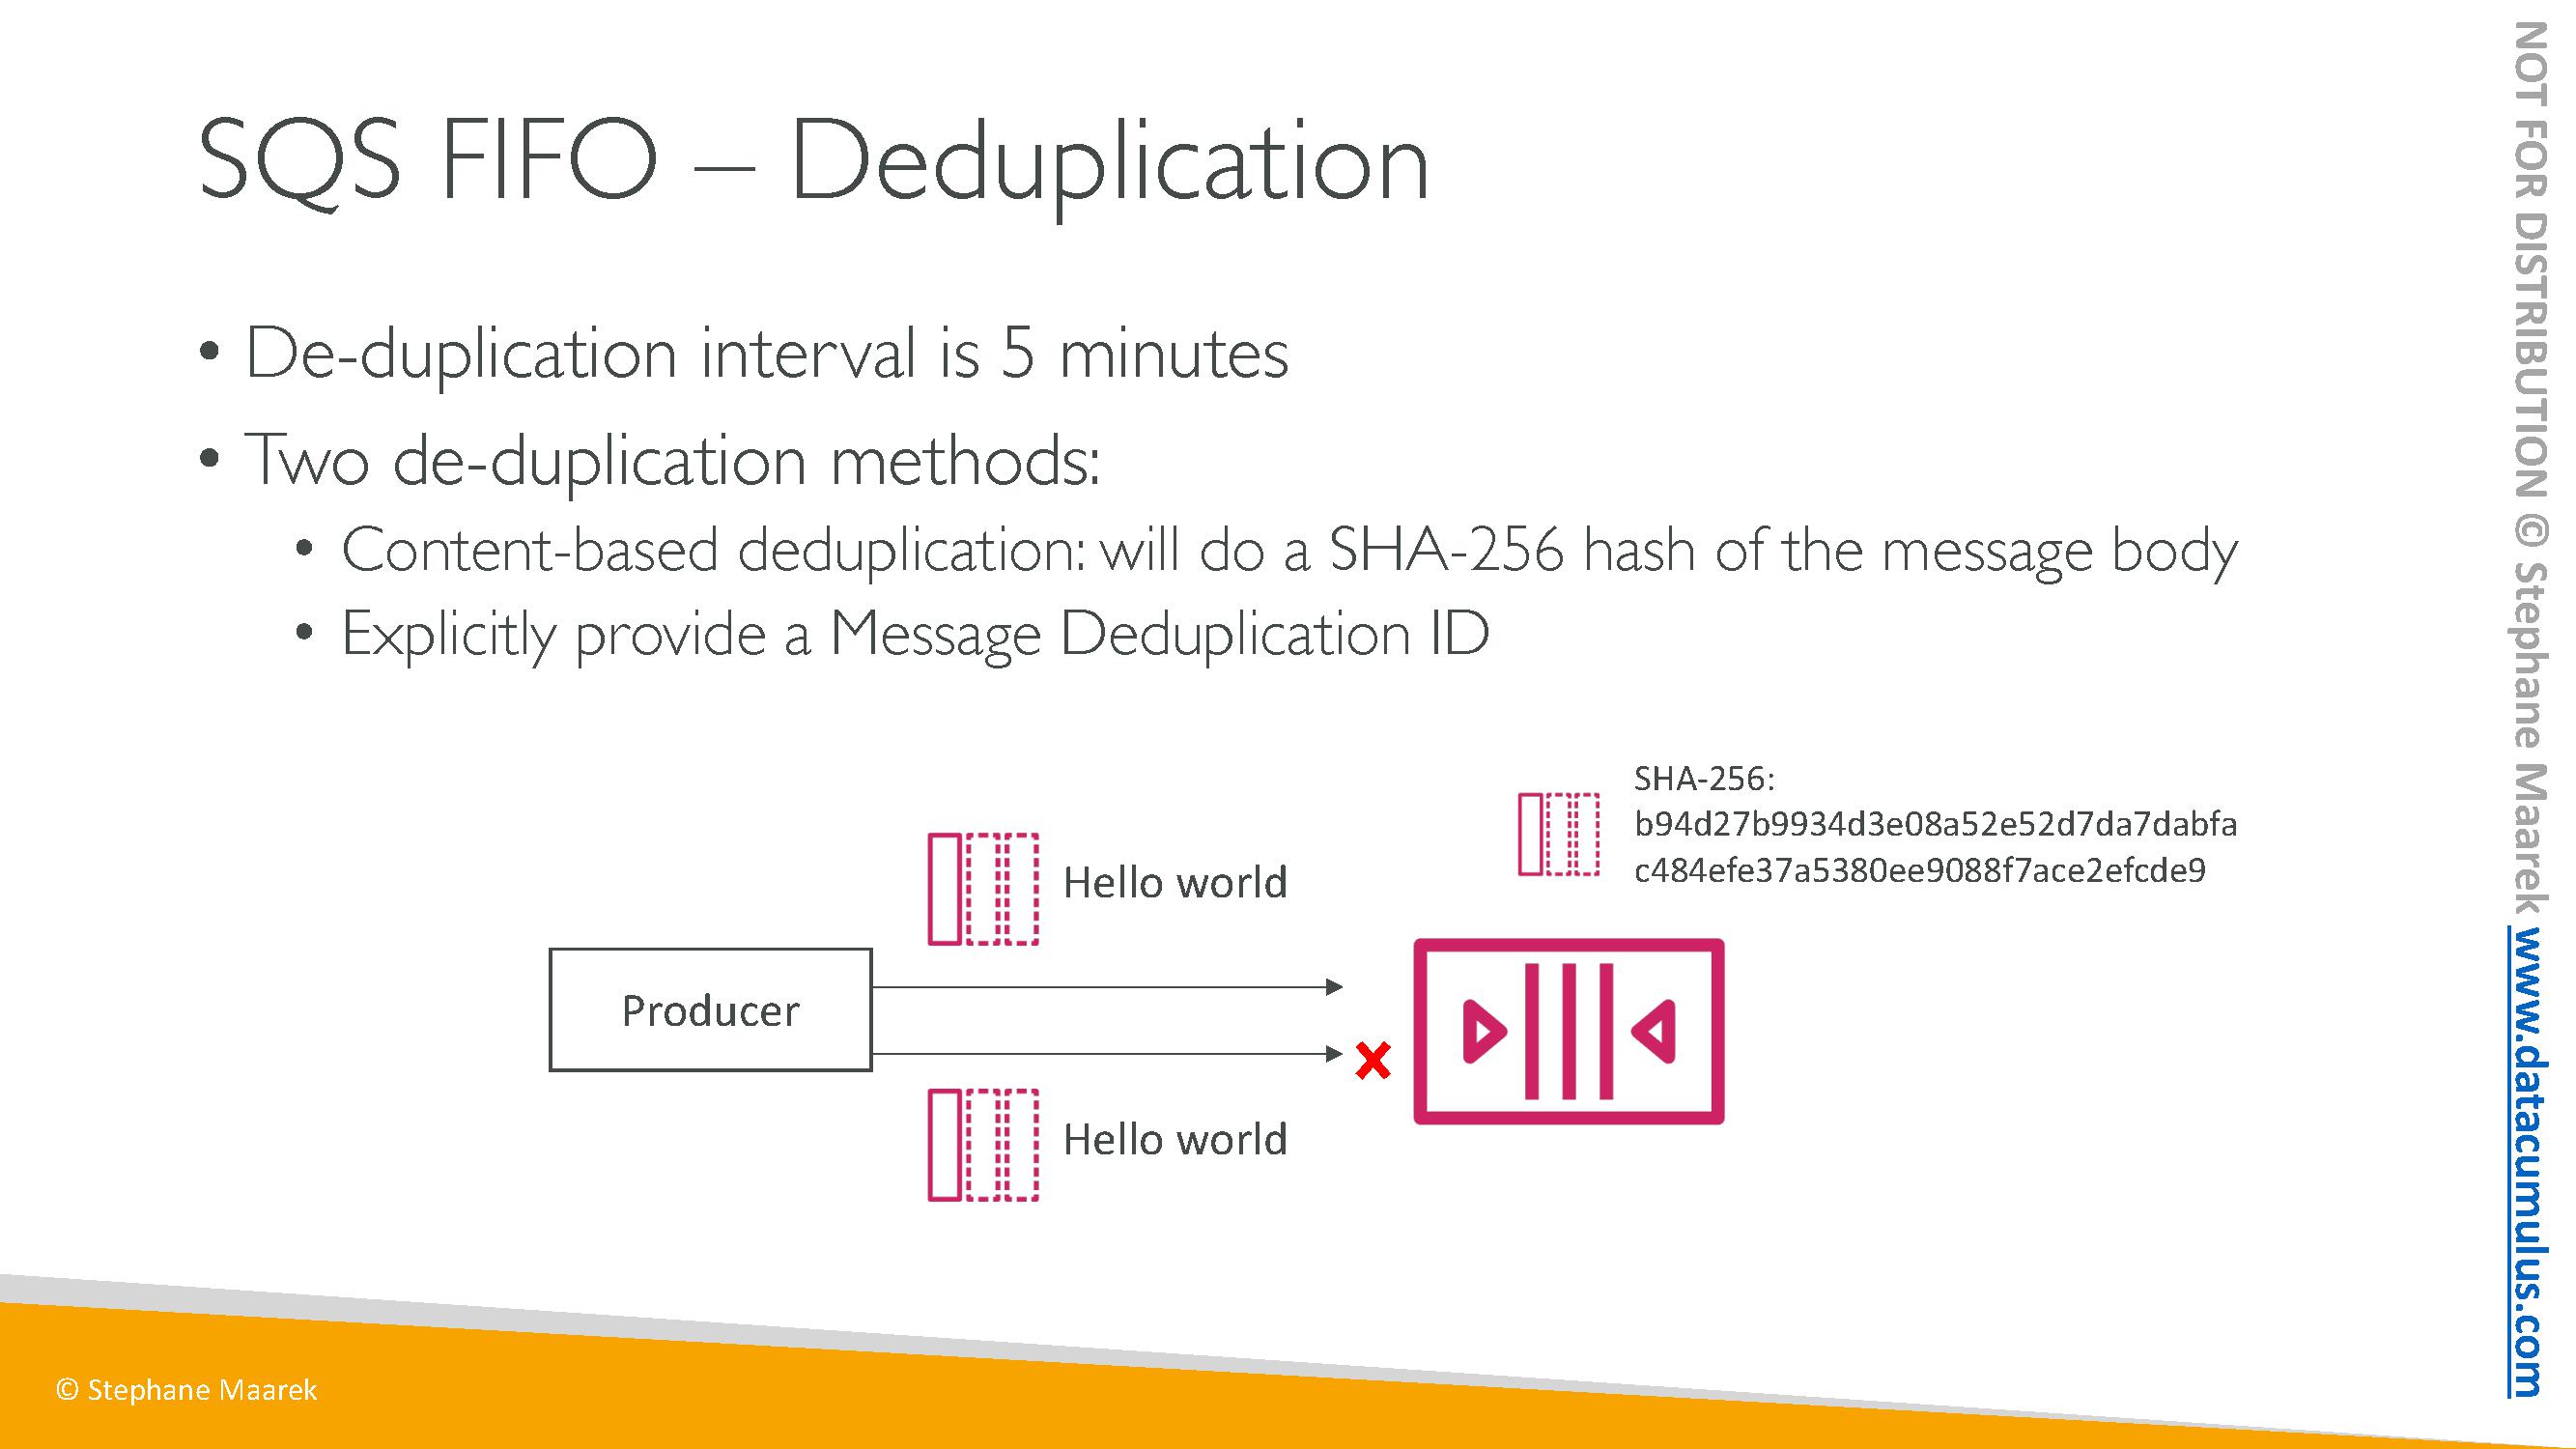 SQS FIFO – Deduplication
• De-duplication interval is 5 minutes
• Two de-duplication methods:
• Content-based deduplication: will do a SHA-256 hash of the message body
• Explicitly provide a Message Deduplication ID
SHA-256:
b94d27b9934d3e08a52e52d7da7dabfa
c484efe37a5380ee9088f7ace2efcde9
Hello world
Producer
Hello world
© Stephane Maarek
NOT FOR DISTRIBUTION © Stephane Maarek www.datacumulus.com